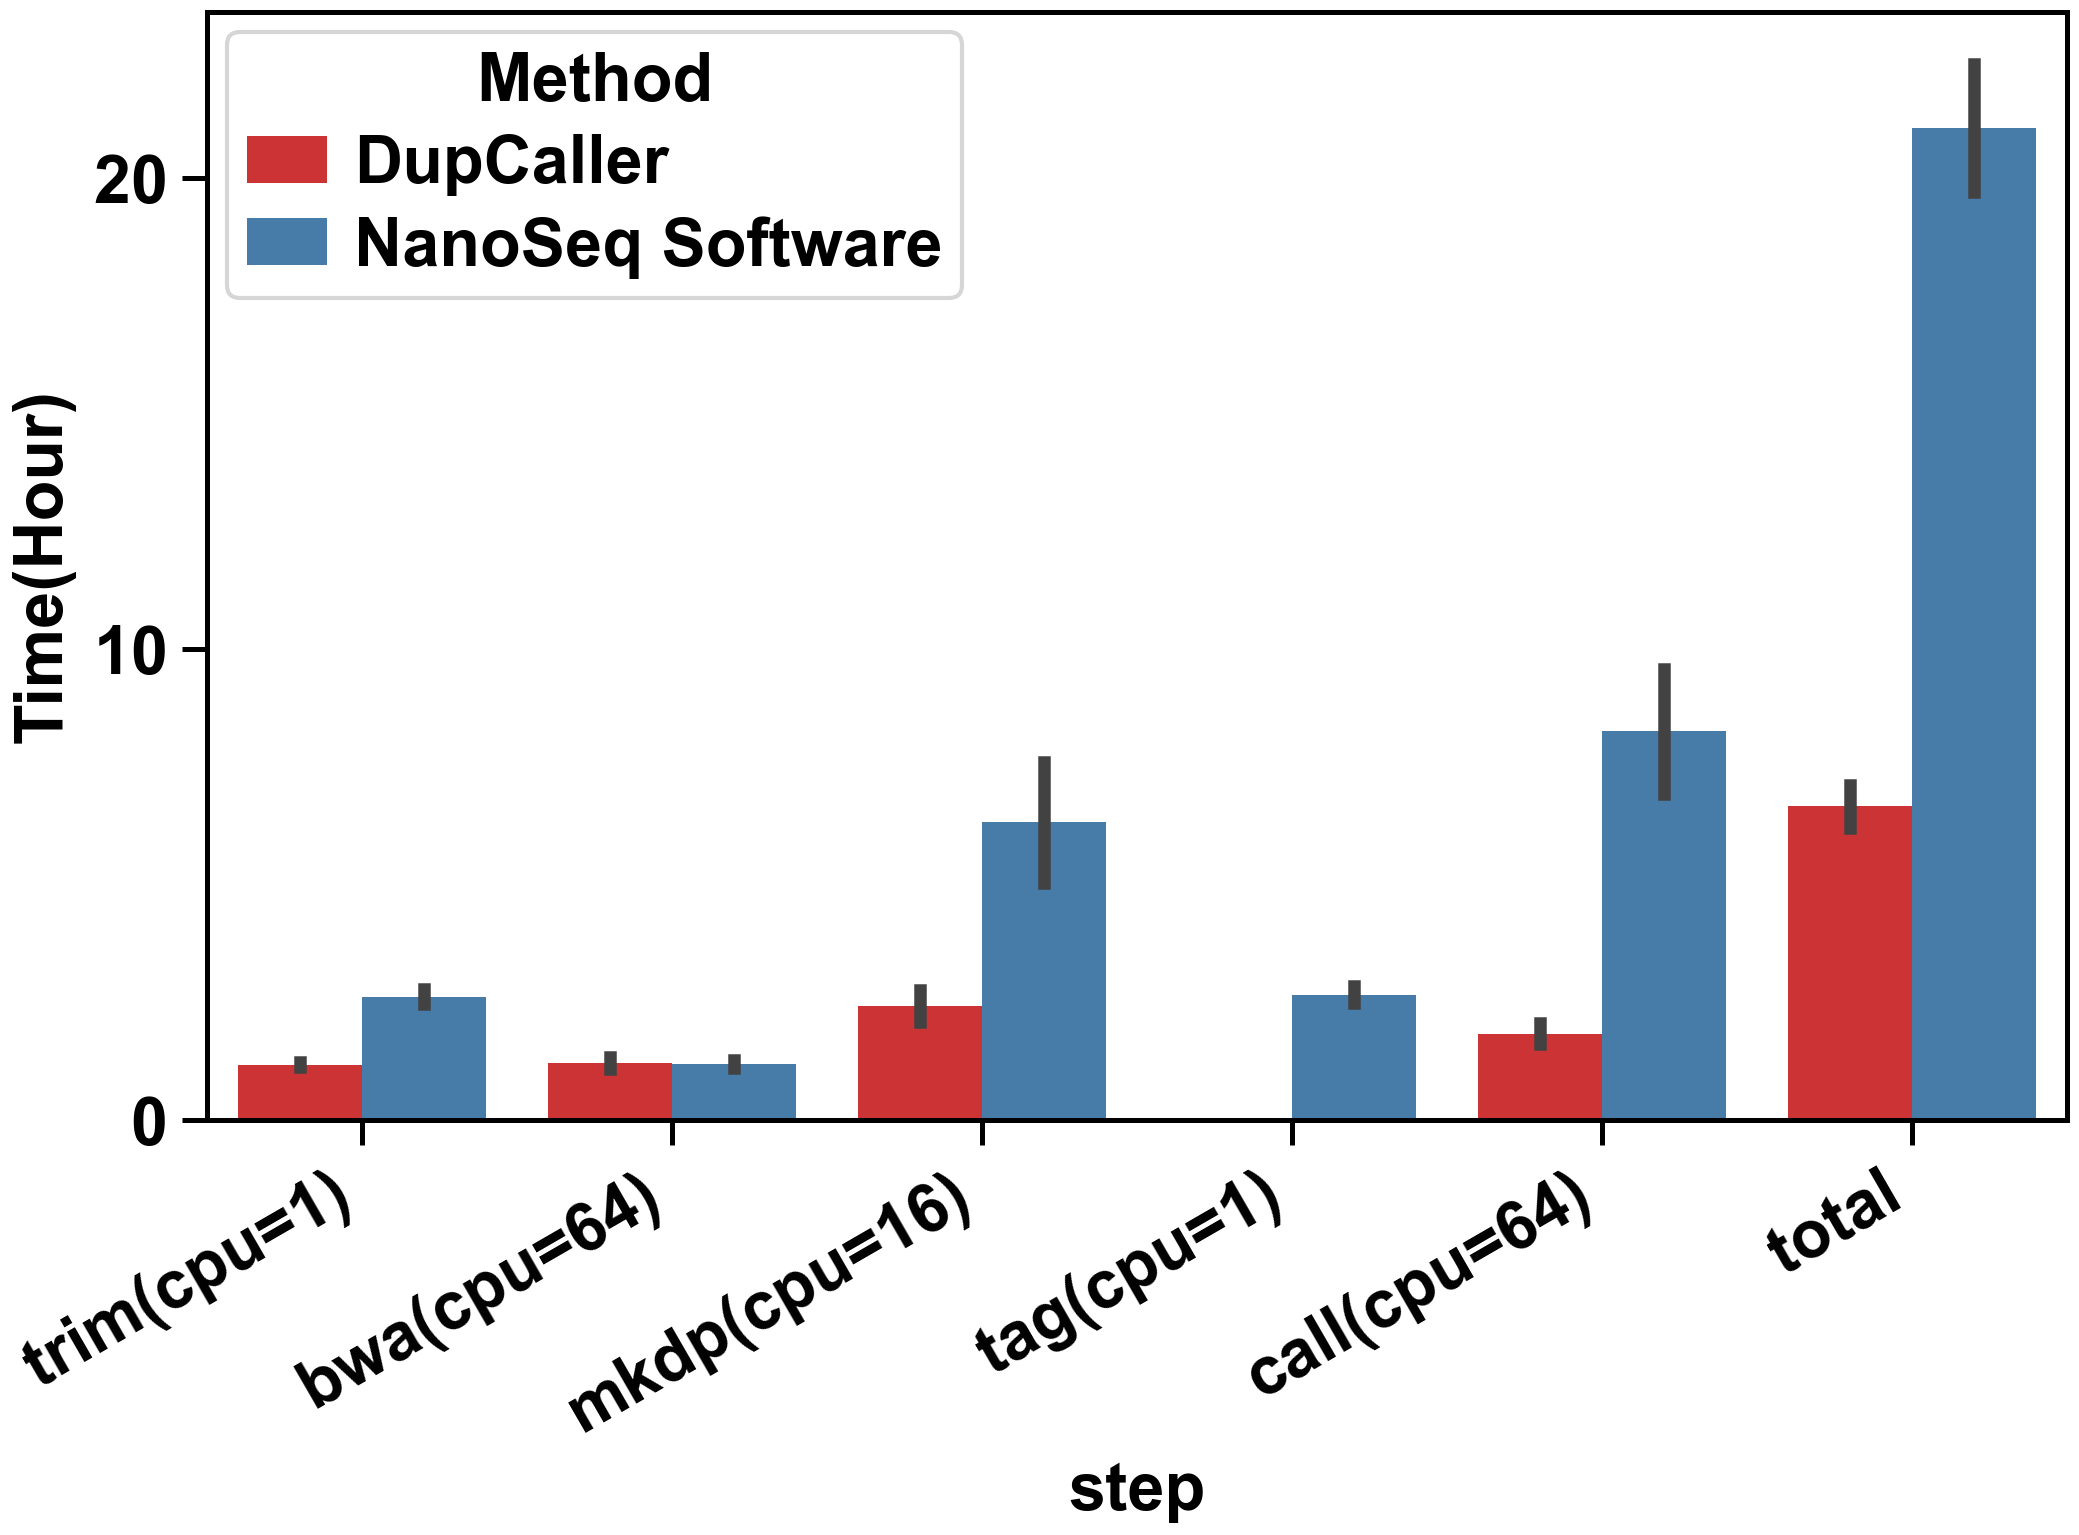 Method
DupCaller
NanoSeq Software
Time(Hour)
20
10
0
trim(cpu=1)
bwa(cpu=64)
mkdp(cpu=16)
tag(cpu=1)
call(cpu=64)
total
step